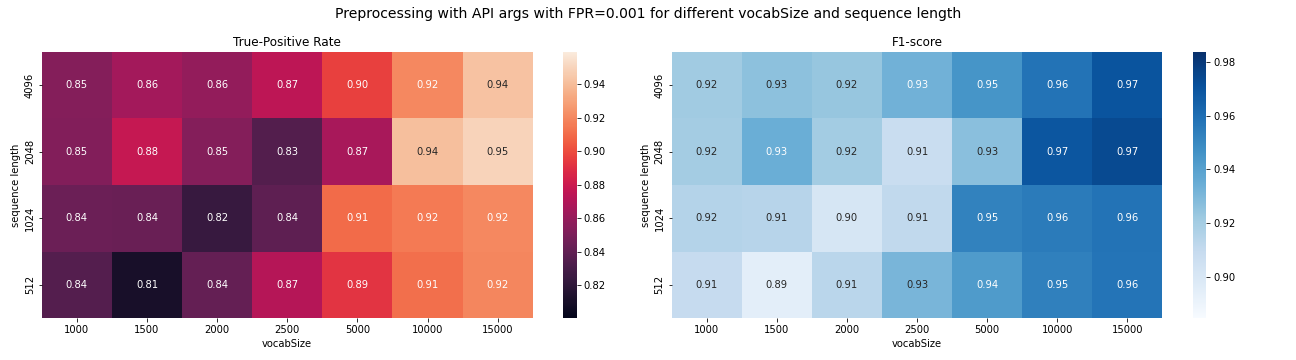 Preprocessing with API args with FPR=0.001 for different vocabSize and sequence length
True-Positive Rate
4096 0.85 0.86 0.86 0.87 0.90 0.92 0.94
2048 0.85 0.88 0.85 0.83 0.87 0.94 0.95
1024 0.84 0.84 0.82 0.84 0.91 0.92 0.92
512 0.84 0.81 0.84 0.87 0.89 0.91 0.92
sequence length
1000 1500 2000 2500 5000 10000 15000
vocabSize
0.94
0.92
0.90
0.88
0.86
0.84
0.82
F1-score
4096 0.92 0.93 0.92 0.93 0.95 0.96 0.97
2048 0.92 0.93 0.92 0.91 0.93 0.97 0.97
1024 0.92 0.91 0.90 0.91 0.95 0.96 0.96
512 0.91 0.89 0.91 0.93 0.94 0.95 0.96
sequence length
1000 1500 2000 2500 5000 10000 15000
vocabSize
0.98
0.96
0.94
0.92
0.90